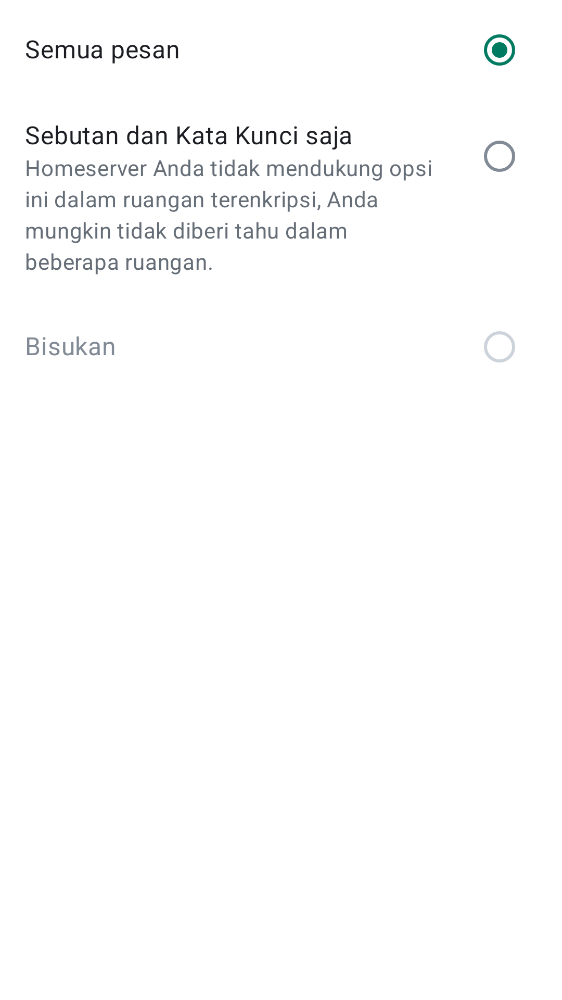 Semua pesan
Sebutan dan Kata Kunci saja
Homeserver Anda tidak mendukung opsi
ini dalam ruangan terenkripsi, Anda
mungkin tidak diberi tahu dalam
beberapa ruangan.
Bisukan